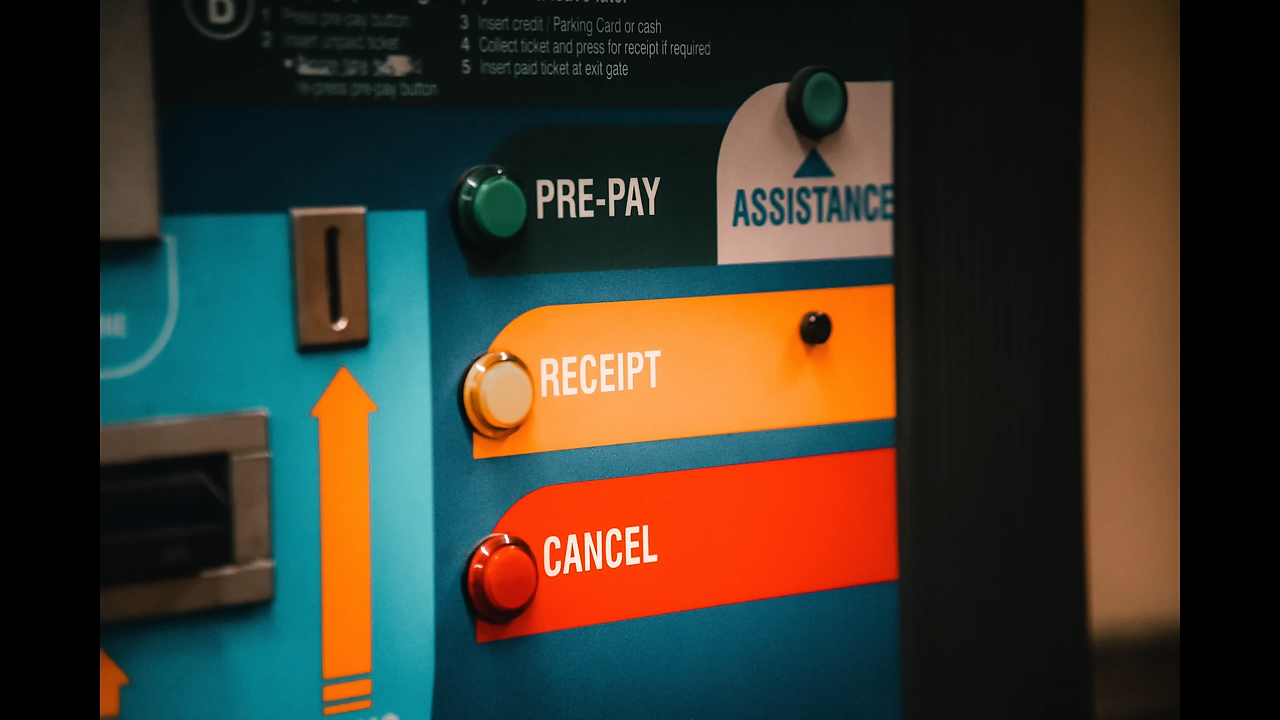 B
1 Press pre-pay button
2 Insert unpaid ticket
re-press pre-pay button
3 Insert credit / Parking Card or cash
4 Collect ticket and press for receipt if required
5 Insert paid ticket at exit gate
PRE-PAY
ASSISTANCE
RECEIPT
CANCEL